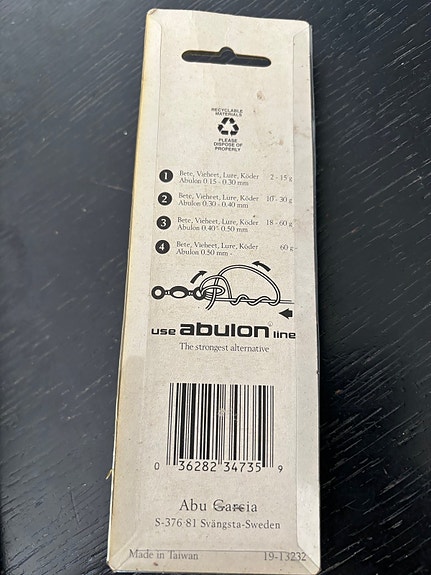 RECYCLABLE
MATERIALS
PLEASE
DISPOSE OF
PROPERLY
1 Bete, Vieheet, Lure, Köder 2 - 15 g
Abulon 0.15 - 0.30 mm
2 Bete, Vieheet, Lure, Köder 10 - 30 g
Abulon 0.30 - 0.40 mm
3 Bete, Vieheet, Lure, Köder 18 - 60 g
Abulon 0.40 - 0.50 mm
4 Bete, Vieheet, Lure, Köder 60 g -
Abulon 0.50 mm -
use abulon® line
The strongest alternative
0 36282 34735 9
Abu Garcia
S-376 81 Svängsta-Sweden
Made in Taiwan 19-13232